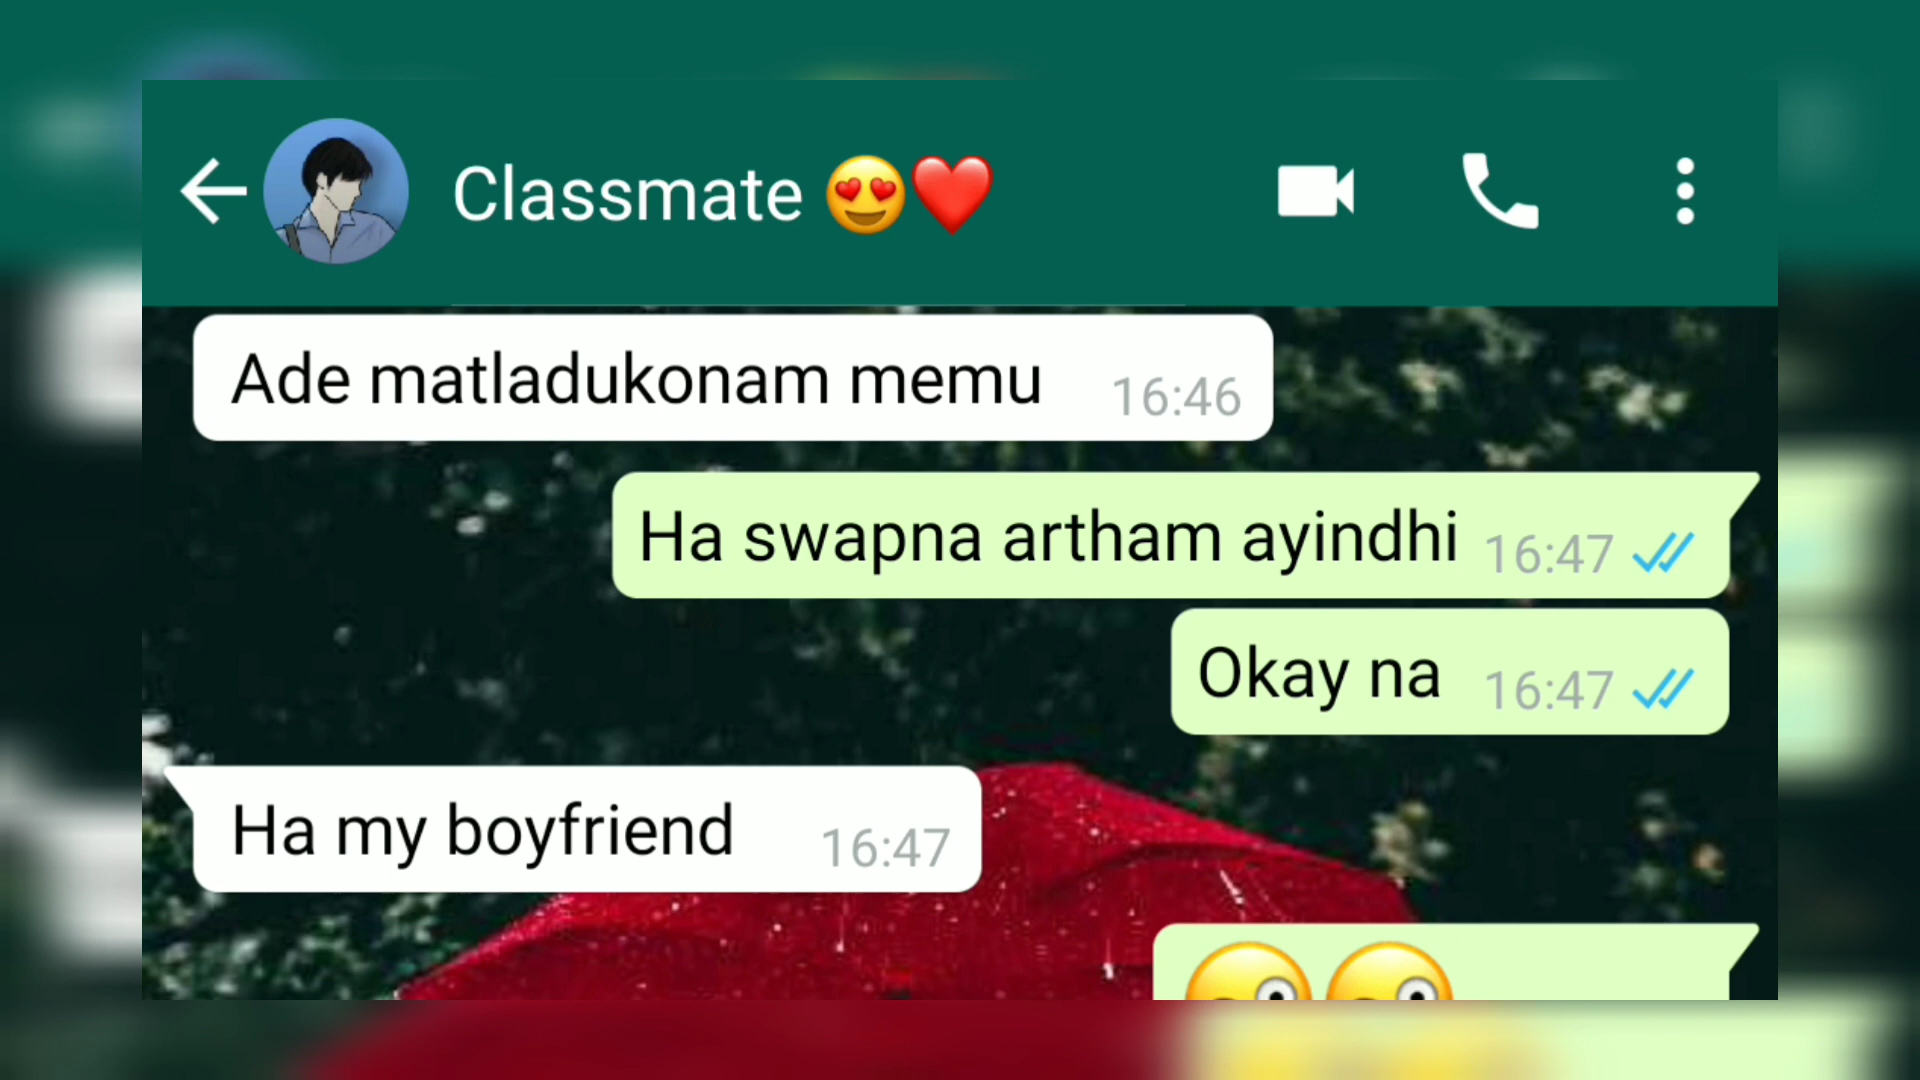 Classmate 😍❤️
Ade matladukonam memu 16:46
Ha swapna artham ayindhi 16:47
Okay na 16:47
Ha my boyfriend 16:47